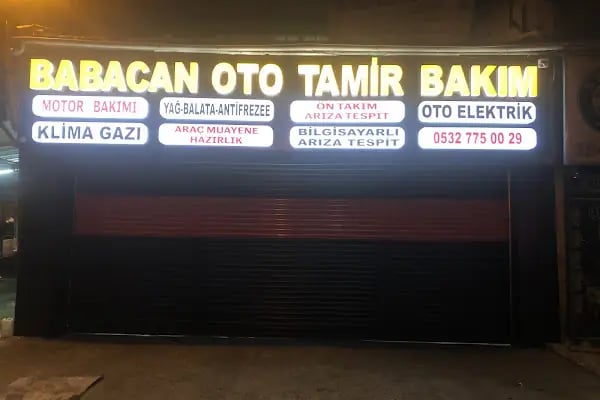 BABACAN OTO TAMİR BAKIM
MOTOR BAKIMI
YAĞ-BALATA-ANTİFREZEE
ÖN TAKIM
ARIZA TESPİT
OTO ELEKTRİK
KLİMA GAZI
ARAÇ MUAYENE
HAZIRLIK
BİLGİSAYARLI
ARIZA TESPİT
0532 775 00 29